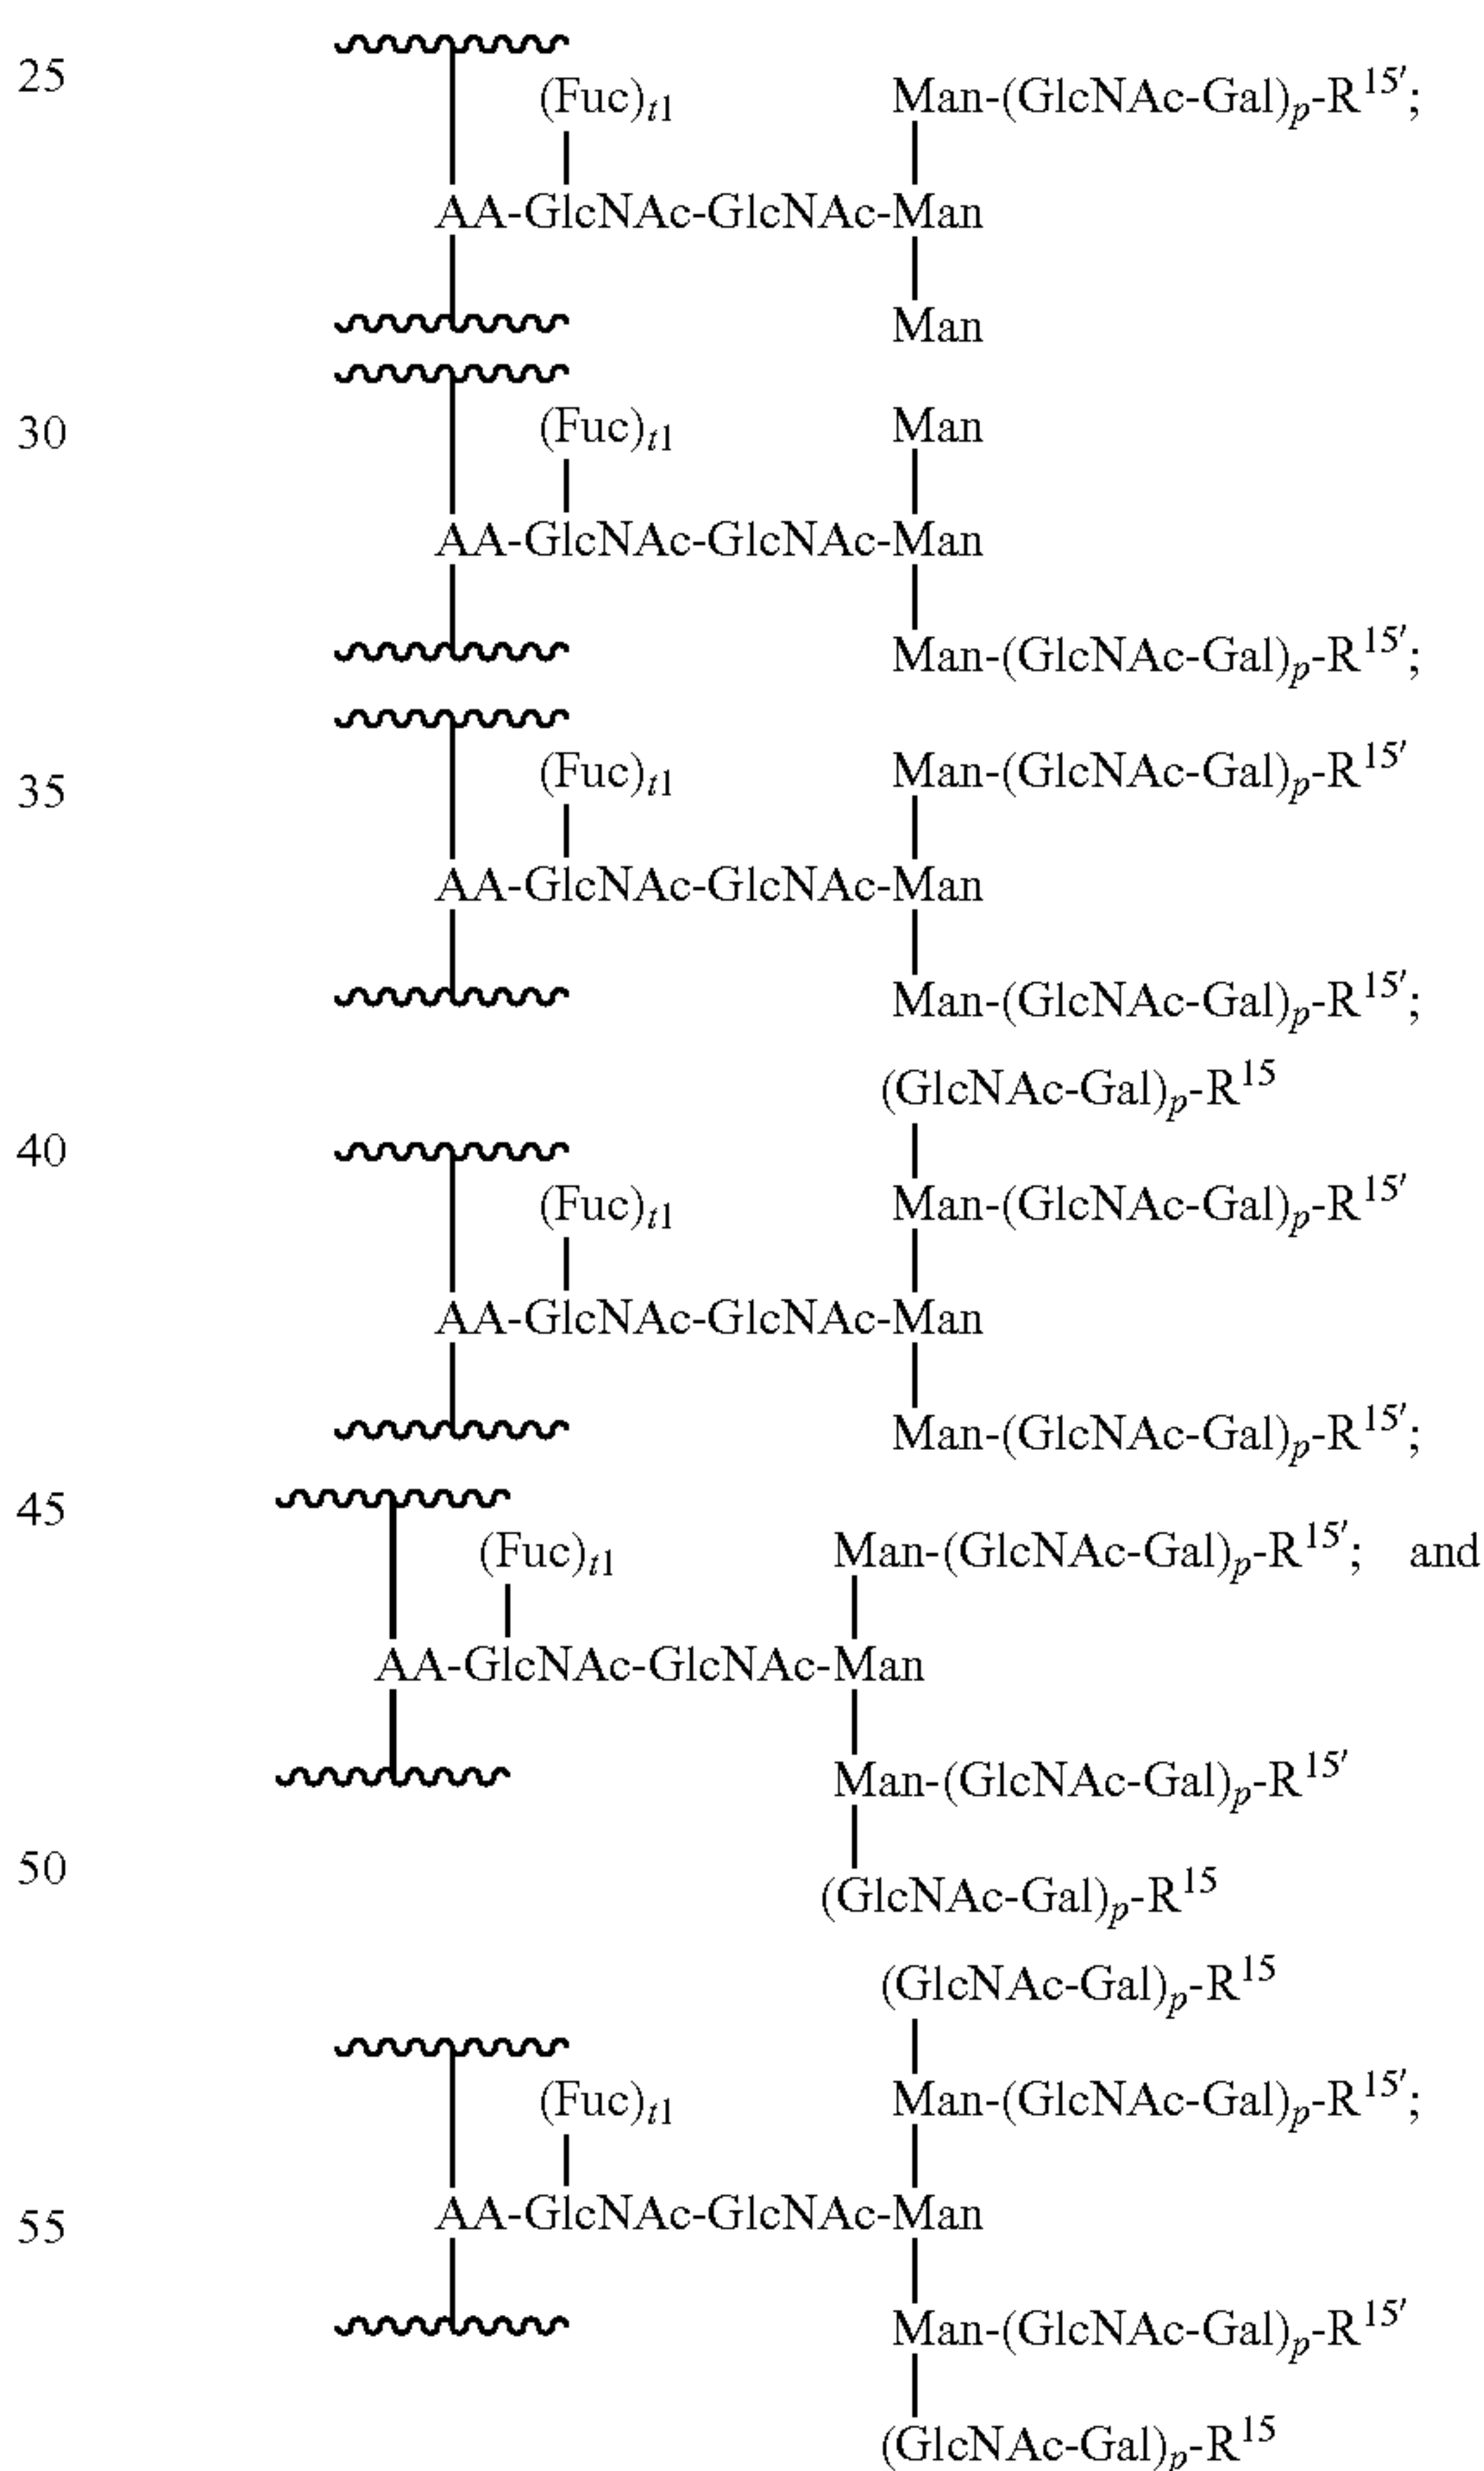 25
(Fuc)t1 Man-(GlcNAc-Gal)p-R15';
AA-GlcNAc-GlcNAc-Man
Man
30
(Fuc)t1 Man
AA-GlcNAc-GlcNAc-Man
Man-(GlcNAc-Gal)p-R15';
35
(Fuc)t1 Man-(GlcNAc-Gal)p-R15'
AA-GlcNAc-GlcNAc-Man
Man-(GlcNAc-Gal)p-R15';
(GlcNAc-Gal)p-R15
40
(Fuc)t1 Man-(GlcNAc-Gal)p-R15'
AA-GlcNAc-GlcNAc-Man
Man-(GlcNAc-Gal)p-R15';
45
(Fuc)t1 Man-(GlcNAc-Gal)p-R15'; and
AA-GlcNAc-GlcNAc-Man
Man-(GlcNAc-Gal)p-R15'
50
(GlcNAc-Gal)p-R15
(GlcNAc-Gal)p-R15
(Fuc)t1 Man-(GlcNAc-Gal)p-R15';
55
AA-GlcNAc-GlcNAc-Man
Man-(GlcNAc-Gal)p-R15'
(GlcNAc-Gal)p-R15